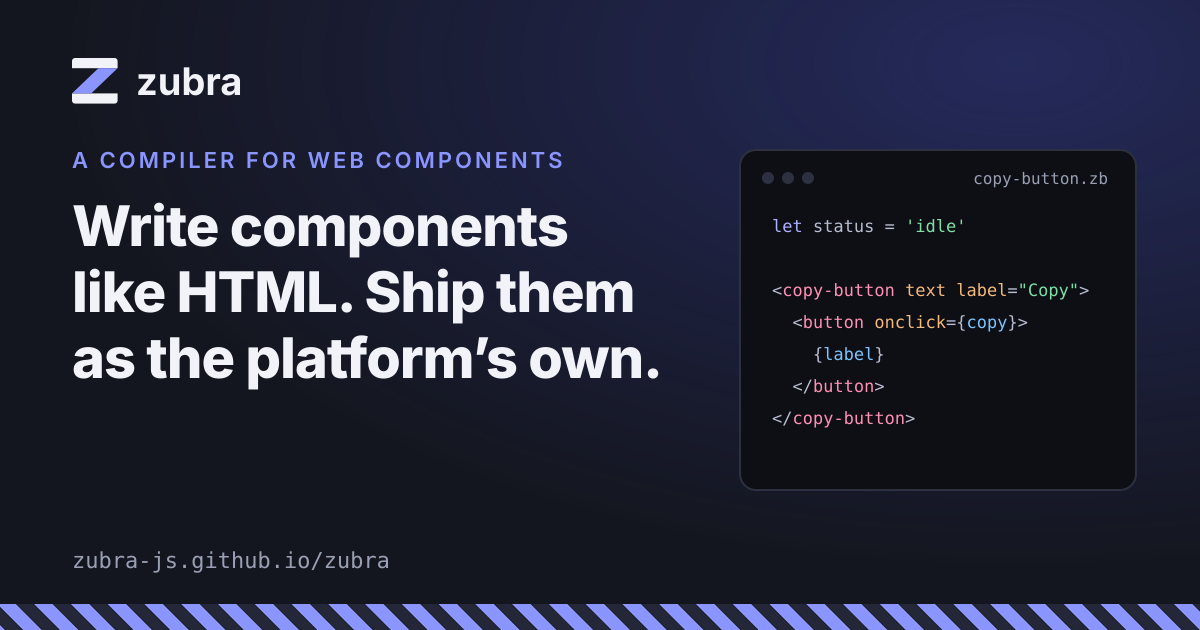 zubra
A COMPILER FOR WEB COMPONENTS
Write components
like HTML. Ship them
as the platform’s own.
copy-button.zb
let status = 'idle'
<copy-button text label="Copy">
<button onclick={copy}>
{label}
</button>
</copy-button>
zubra-js.github.io/zubra